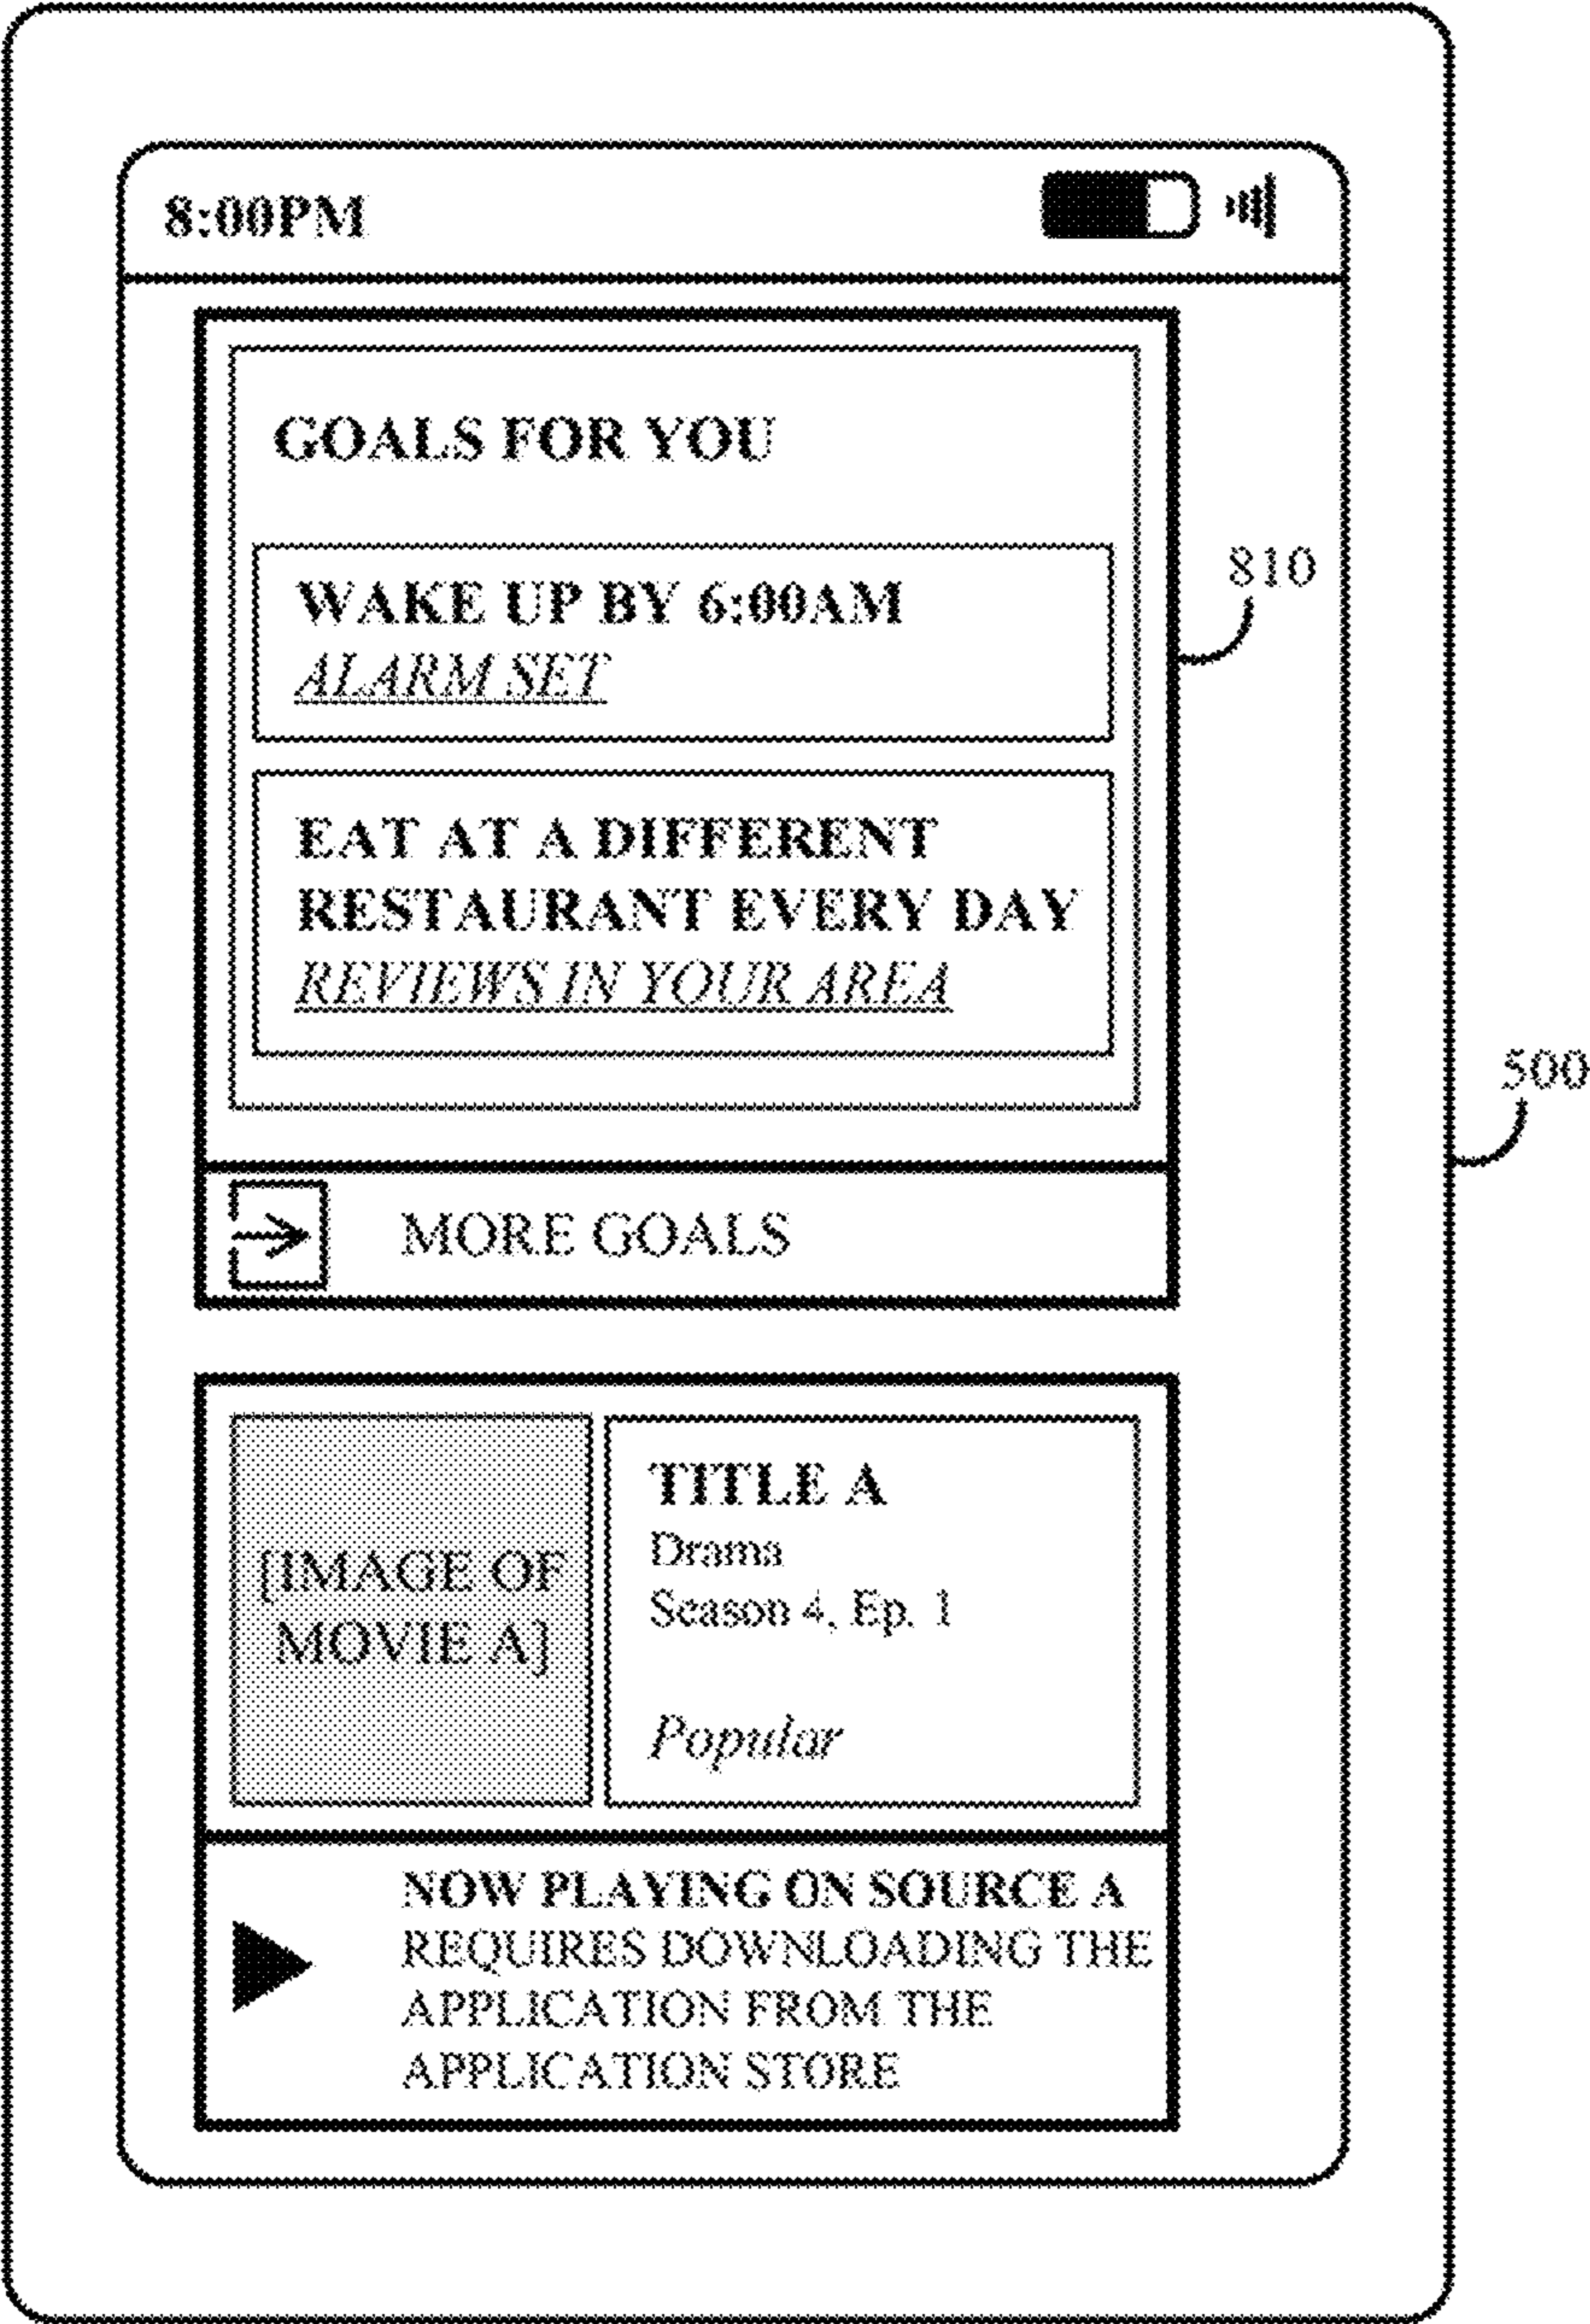 8:00PM
GOALS FOR YOU
WAKE UP BY 6:00AM
ALARM SET
810
EAT AT A DIFFERENT
RESTAURANT EVERY DAY
REVIEWS IN YOUR AREA
500
MORE GOALS
[IMAGE OF
MOVIE A]
TITLE A
Drama
Season 4, Ep. 1
Popular
NOW PLAYING ON SOURCE A
REQUIRES DOWNLOADING THE
APPLICATION FROM THE
APPLICATION STORE